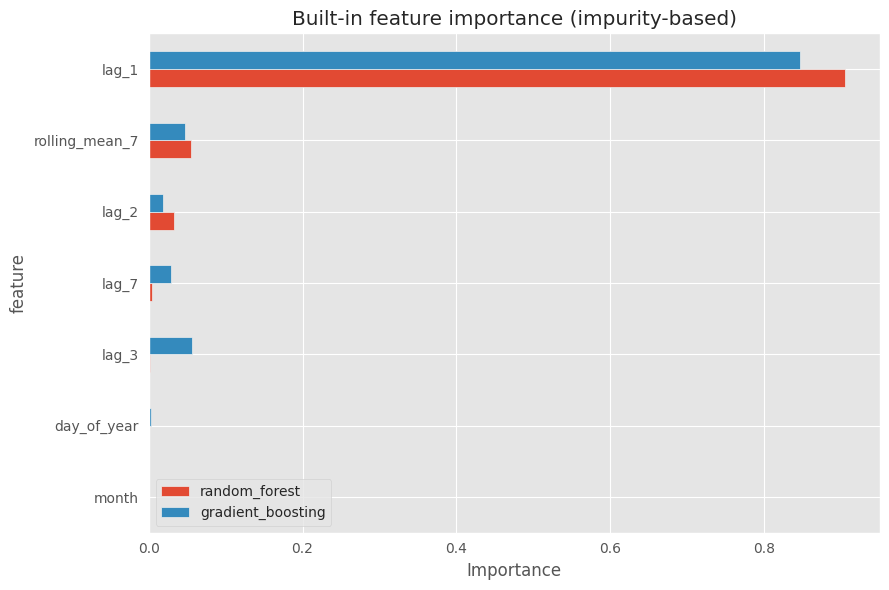 Built-in feature importance (impurity-based)
lag_1
rolling_mean_7
lag_2
lag_7
lag_3
day_of_year
month
feature
random_forest
gradient_boosting
0.0 0.2 0.4 0.6 0.8
Importance